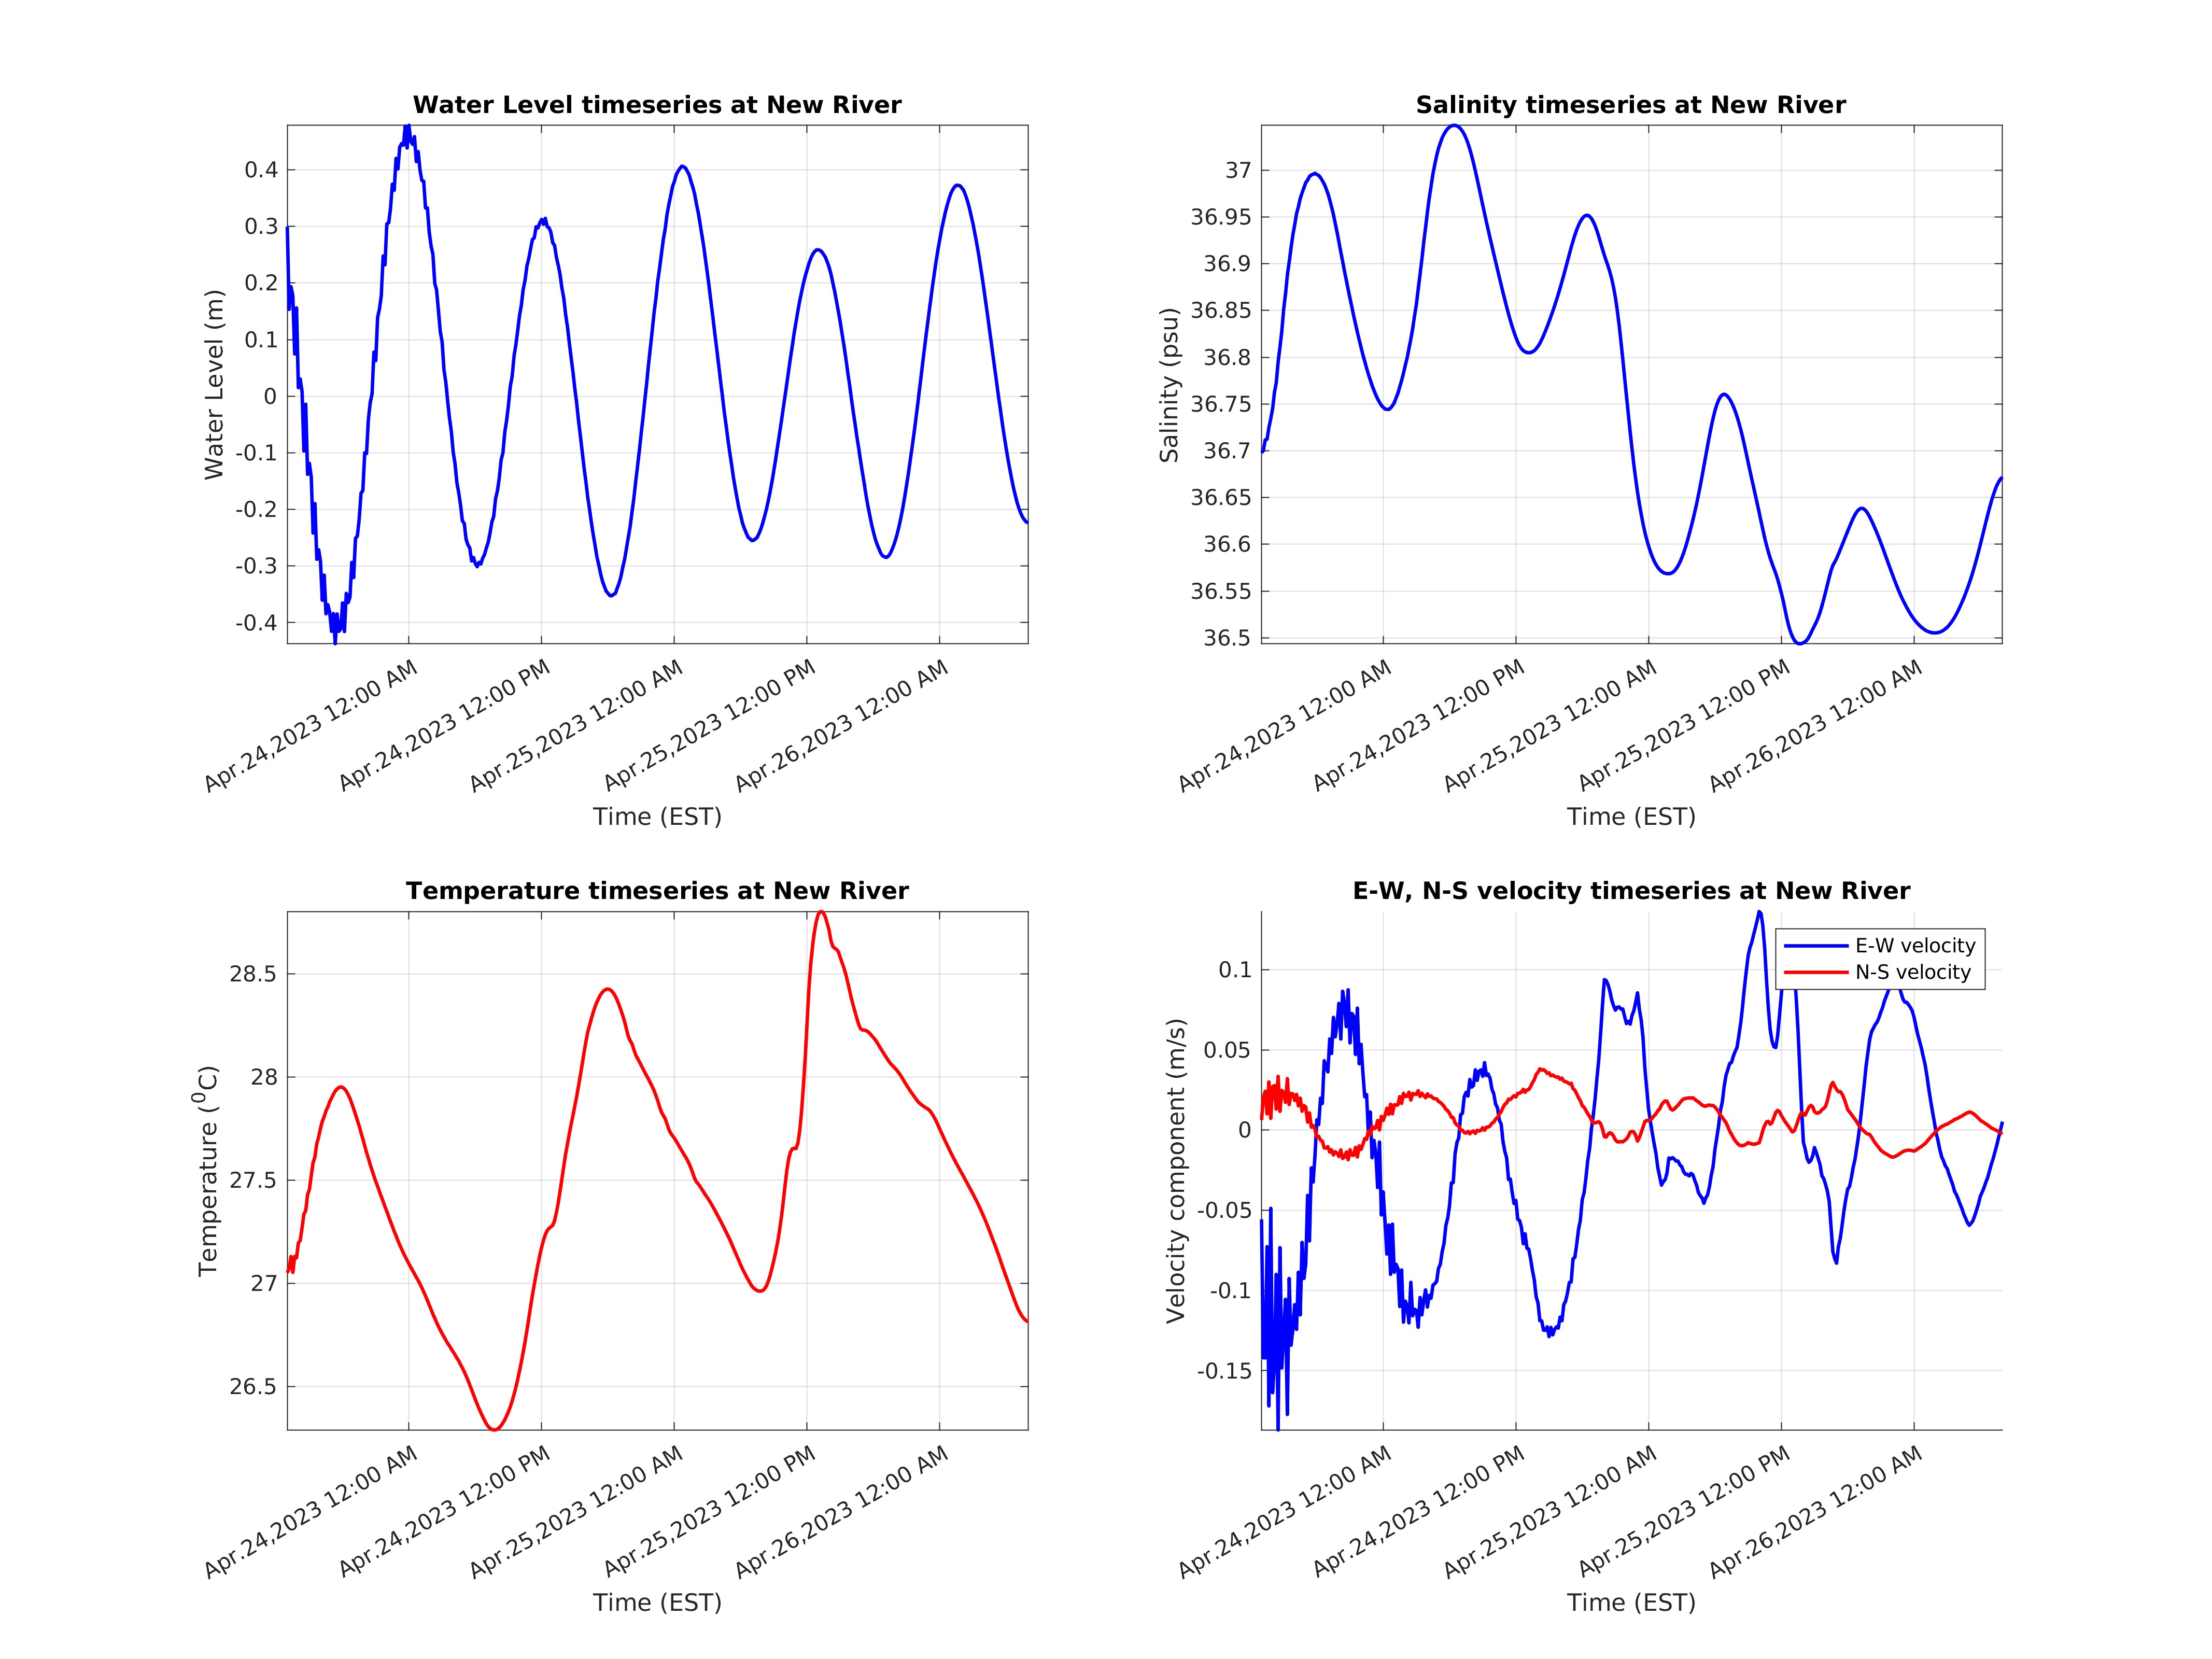 Water Level timeseries at New River
Water Level (m)
0.4
0.3
0.2
0.1
0
-0.1
-0.2
-0.3
-0.4
Apr.24,2023 12:00 AM
Apr.24,2023 12:00 PM
Apr.25,2023 12:00 AM
Apr.25,2023 12:00 PM
Apr.26,2023 12:00 AM
Time (EST)
Salinity timeseries at New River
Salinity (psu)
37
36.95
36.9
36.85
36.8
36.75
36.7
36.65
36.6
36.55
36.5
Apr.24,2023 12:00 AM
Apr.24,2023 12:00 PM
Apr.25,2023 12:00 AM
Apr.25,2023 12:00 PM
Apr.26,2023 12:00 AM
Time (EST)
Temperature timeseries at New River
Temperature (⁰C)
28.5
28
27.5
27
26.5
Apr.24,2023 12:00 AM
Apr.24,2023 12:00 PM
Apr.25,2023 12:00 AM
Apr.25,2023 12:00 PM
Apr.26,2023 12:00 AM
Time (EST)
E-W, N-S velocity timeseries at New River
Velocity component (m/s)
0.1
0.05
0
-0.05
-0.1
-0.15
E-W velocity
N-S velocity
Apr.24,2023 12:00 AM
Apr.24,2023 12:00 PM
Apr.25,2023 12:00 AM
Apr.25,2023 12:00 PM
Apr.26,2023 12:00 AM
Time (EST)